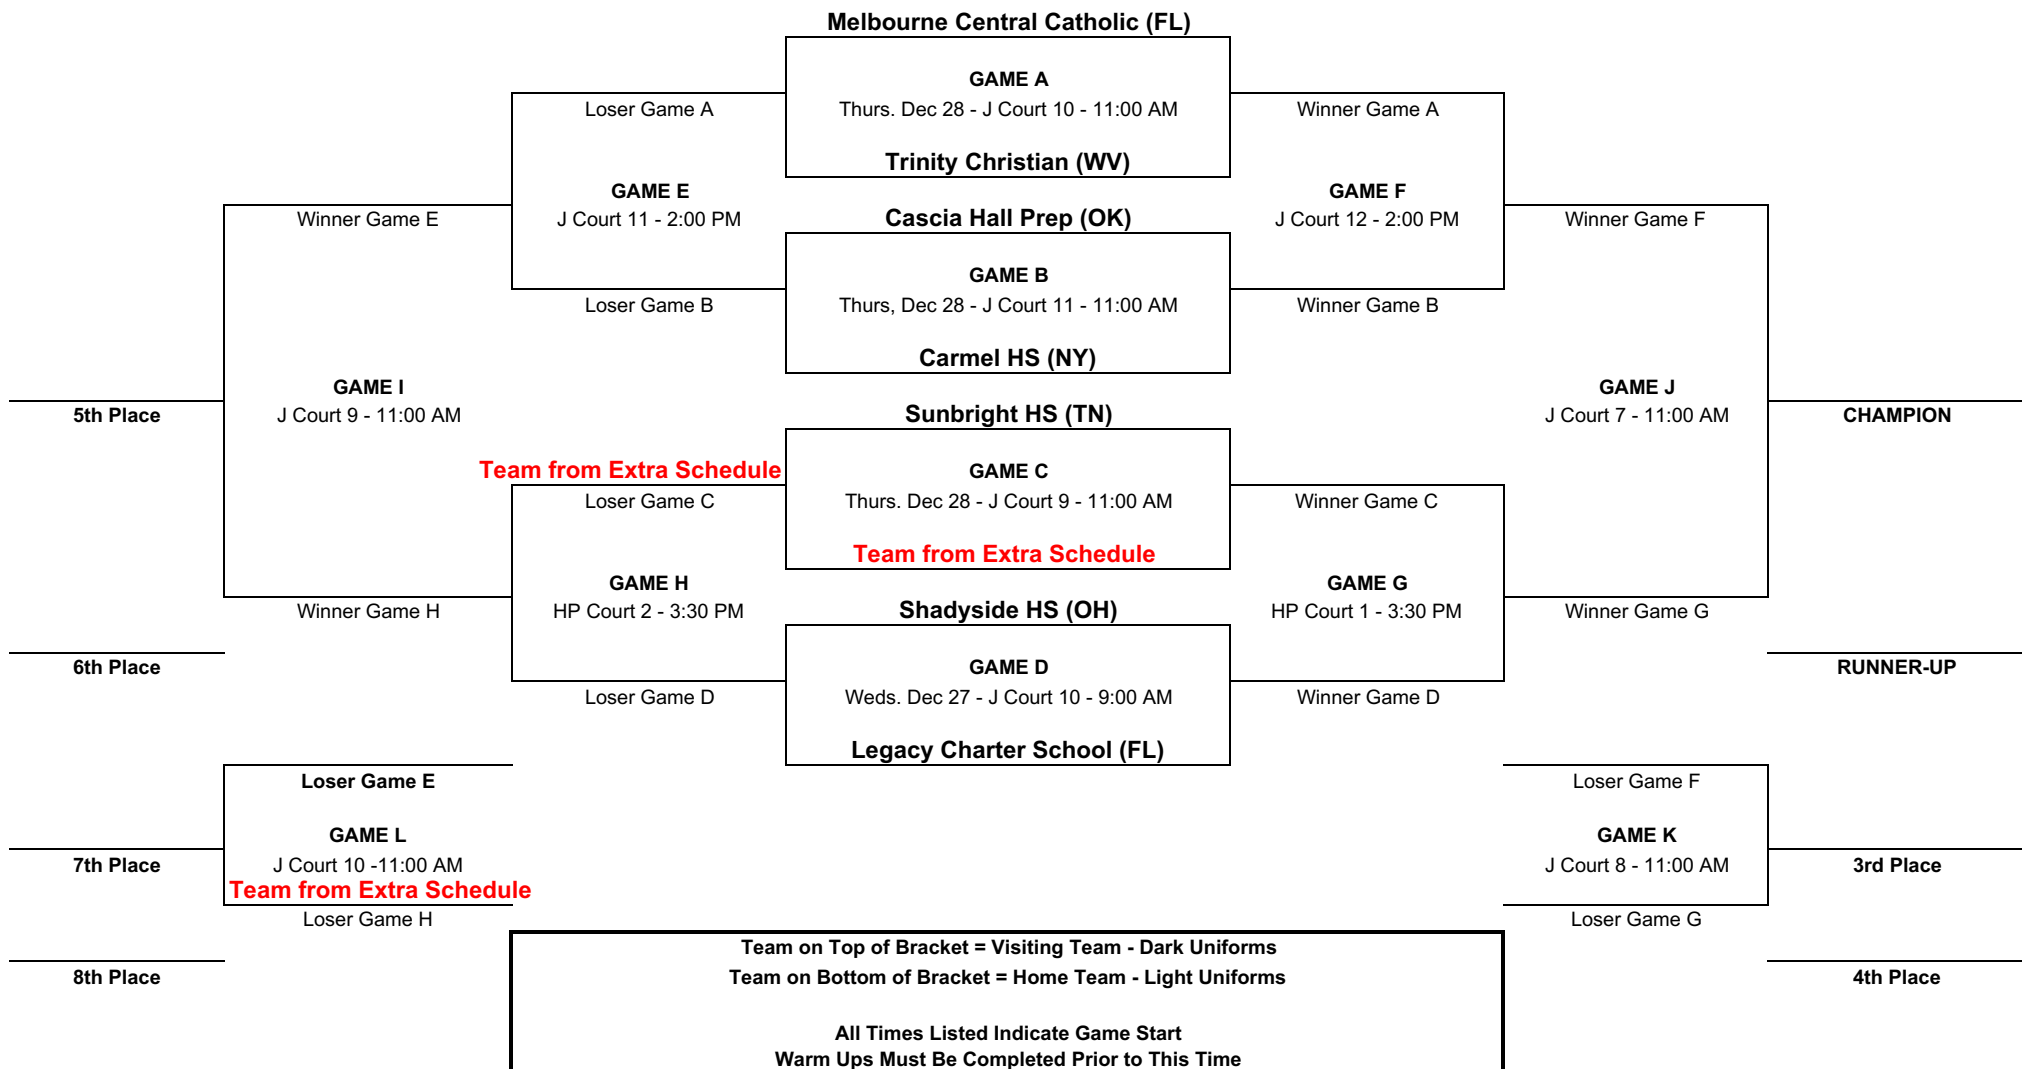 Melbourne Central Catholic (FL)
GAME A
Loser Game A
Thurs. Dec 28 - J Court 10 - 11:00 AM
Winner Game A
Trinity Christian (WV)
GAME E
GAME F
Winner Game E
J Court 11 - 2:00 PM
Cascia Hall Prep (OK)
J Court 12 - 2:00 PM
Winner Game F
GAME B
Loser Game B
Thurs, Dec 28 - J Court 11 - 11:00 AM
Winner Game B
Carmel HS (NY)
GAME I
GAME J
5th Place
J Court 9 - 11:00 AM
Sunbright HS (TN)
J Court 7 - 11:00 AM
CHAMPION
Team from Extra Schedule
GAME C
Loser Game C
Thurs. Dec 28 - J Court 9 - 11:00 AM
Winner Game C
Team from Extra Schedule
GAME H
GAME G
Winner Game H
HP Court 2 - 3:30 PM
Shadyside HS (OH)
HP Court 1 - 3:30 PM
Winner Game G
6th Place
GAME D
RUNNER-UP
Loser Game D
Weds. Dec 27 - J Court 10 - 9:00 AM
Winner Game D
Legacy Charter School (FL)
Loser Game E
Loser Game F
GAME L
GAME K
7th Place
J Court 10 -11:00 AM
J Court 8 - 11:00 AM
3rd Place
Team from Extra Schedule
Loser Game H
Loser Game G
Team on Top of Bracket = Visiting Team - Dark Uniforms
8th Place
Team on Bottom of Bracket = Home Team - Light Uniforms
4th Place
All Times Listed Indicate Game Start
Warm Ups Must Be Completed Prior to This Time